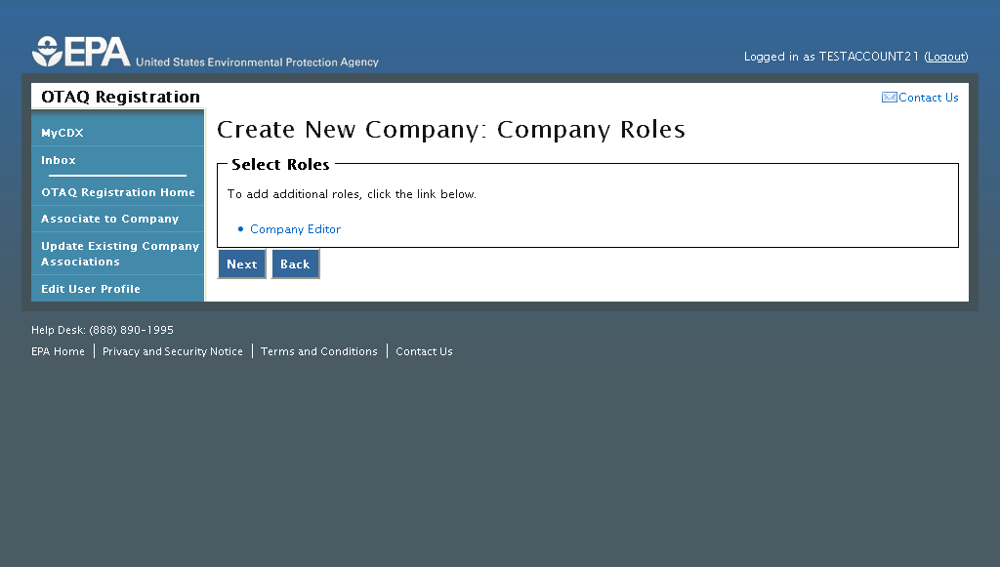 EPA United States Environmental Protection Agency
Logged in as TESTACCOUNT21 (Logout)
OTAQ Registration
Contact Us
MyCDX
Inbox
OTAQ Registration Home
Associate to Company
Update Existing Company
Associations
Edit User Profile
Create New Company: Company Roles
Select Roles
To add additional roles, click the link below.
• Company Editor
Next Back
Help Desk: (888) 890-1995
EPA Home | Privacy and Security Notice | Terms and Conditions | Contact Us